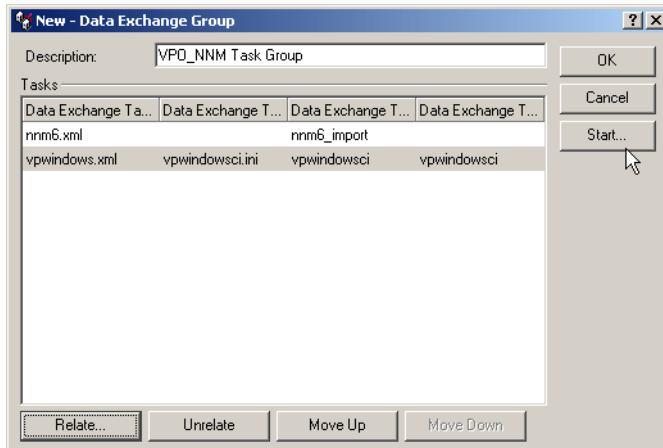 New - Data Exchange Group
Description: VPO_NNM Task Group
OK
Tasks
Cancel
Data Exchange Ta... Data Exchange T... Data Exchange T... Data Exchange T...
nnm6.xml nnm6_import
Start...
vpwindows.xml vpwindowsci.ini vpwindowsci vpwindowsci
Relate... Unrelate Move Up Move Down